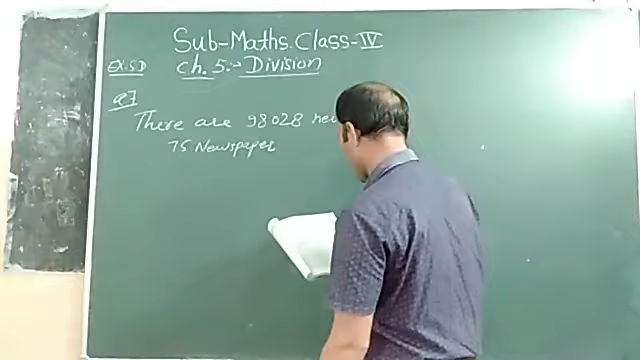 Sub-Maths. Class-IV
Ex.5D Ch. 5:- Division
Q7
There are 98028 ne
75 Newspaper